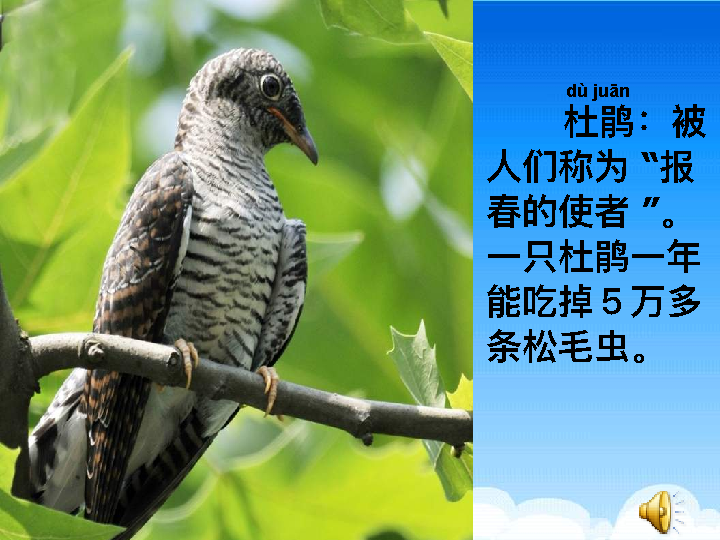 dù juān
杜鹃：被
人们称为“报
春的使者”。
一只杜鹃一年
能吃掉5万多
条松毛虫。